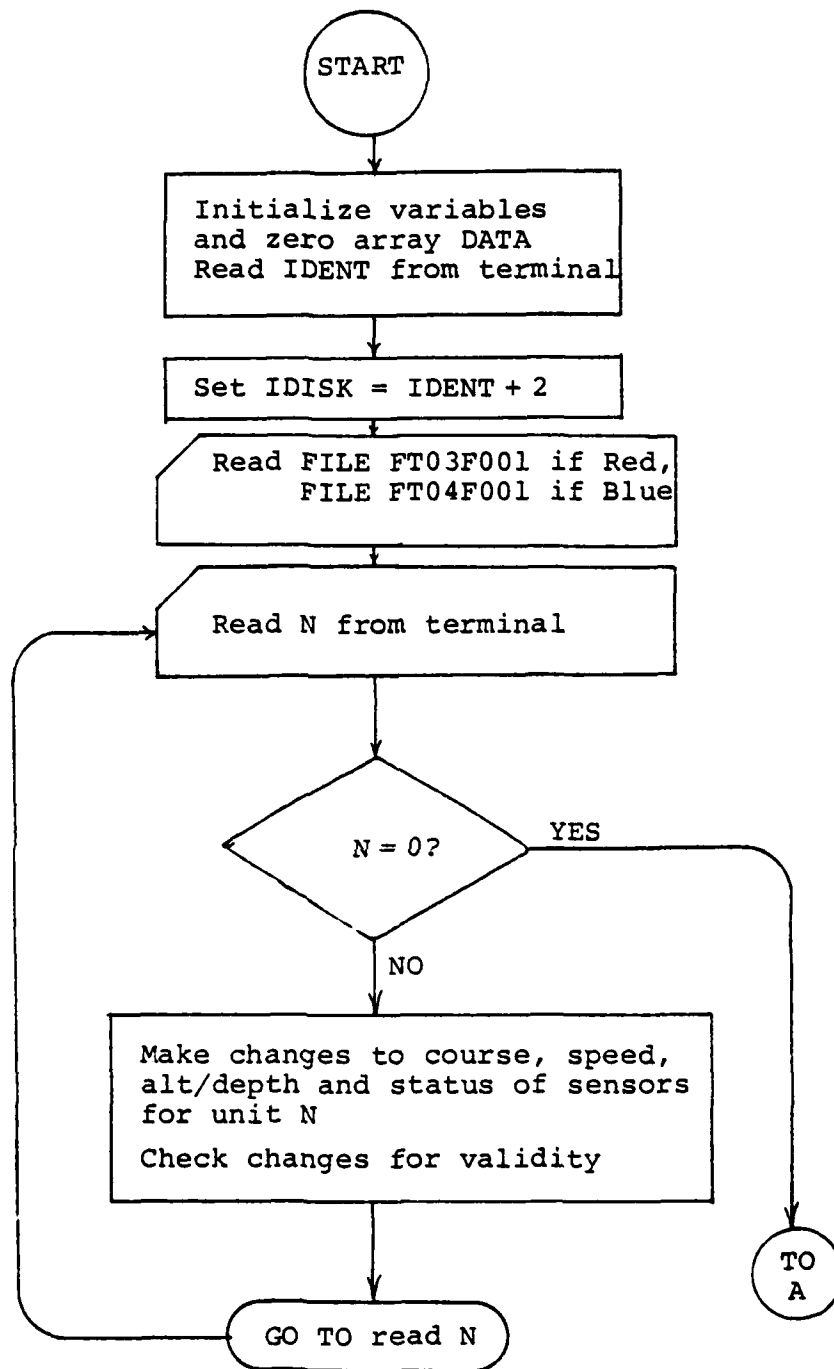 START
Initialize variables
and zero array DATA
Read IDENT from terminal
Set IDISK = IDENT + 2
Read FILE FT03F001 if Red,
FILE FT04F001 if Blue
Read N from terminal
N = 0?
YES
NO
Make changes to course, speed,
alt/depth and status of sensors
for unit N
Check changes for validity
TO
A
GO TO read N